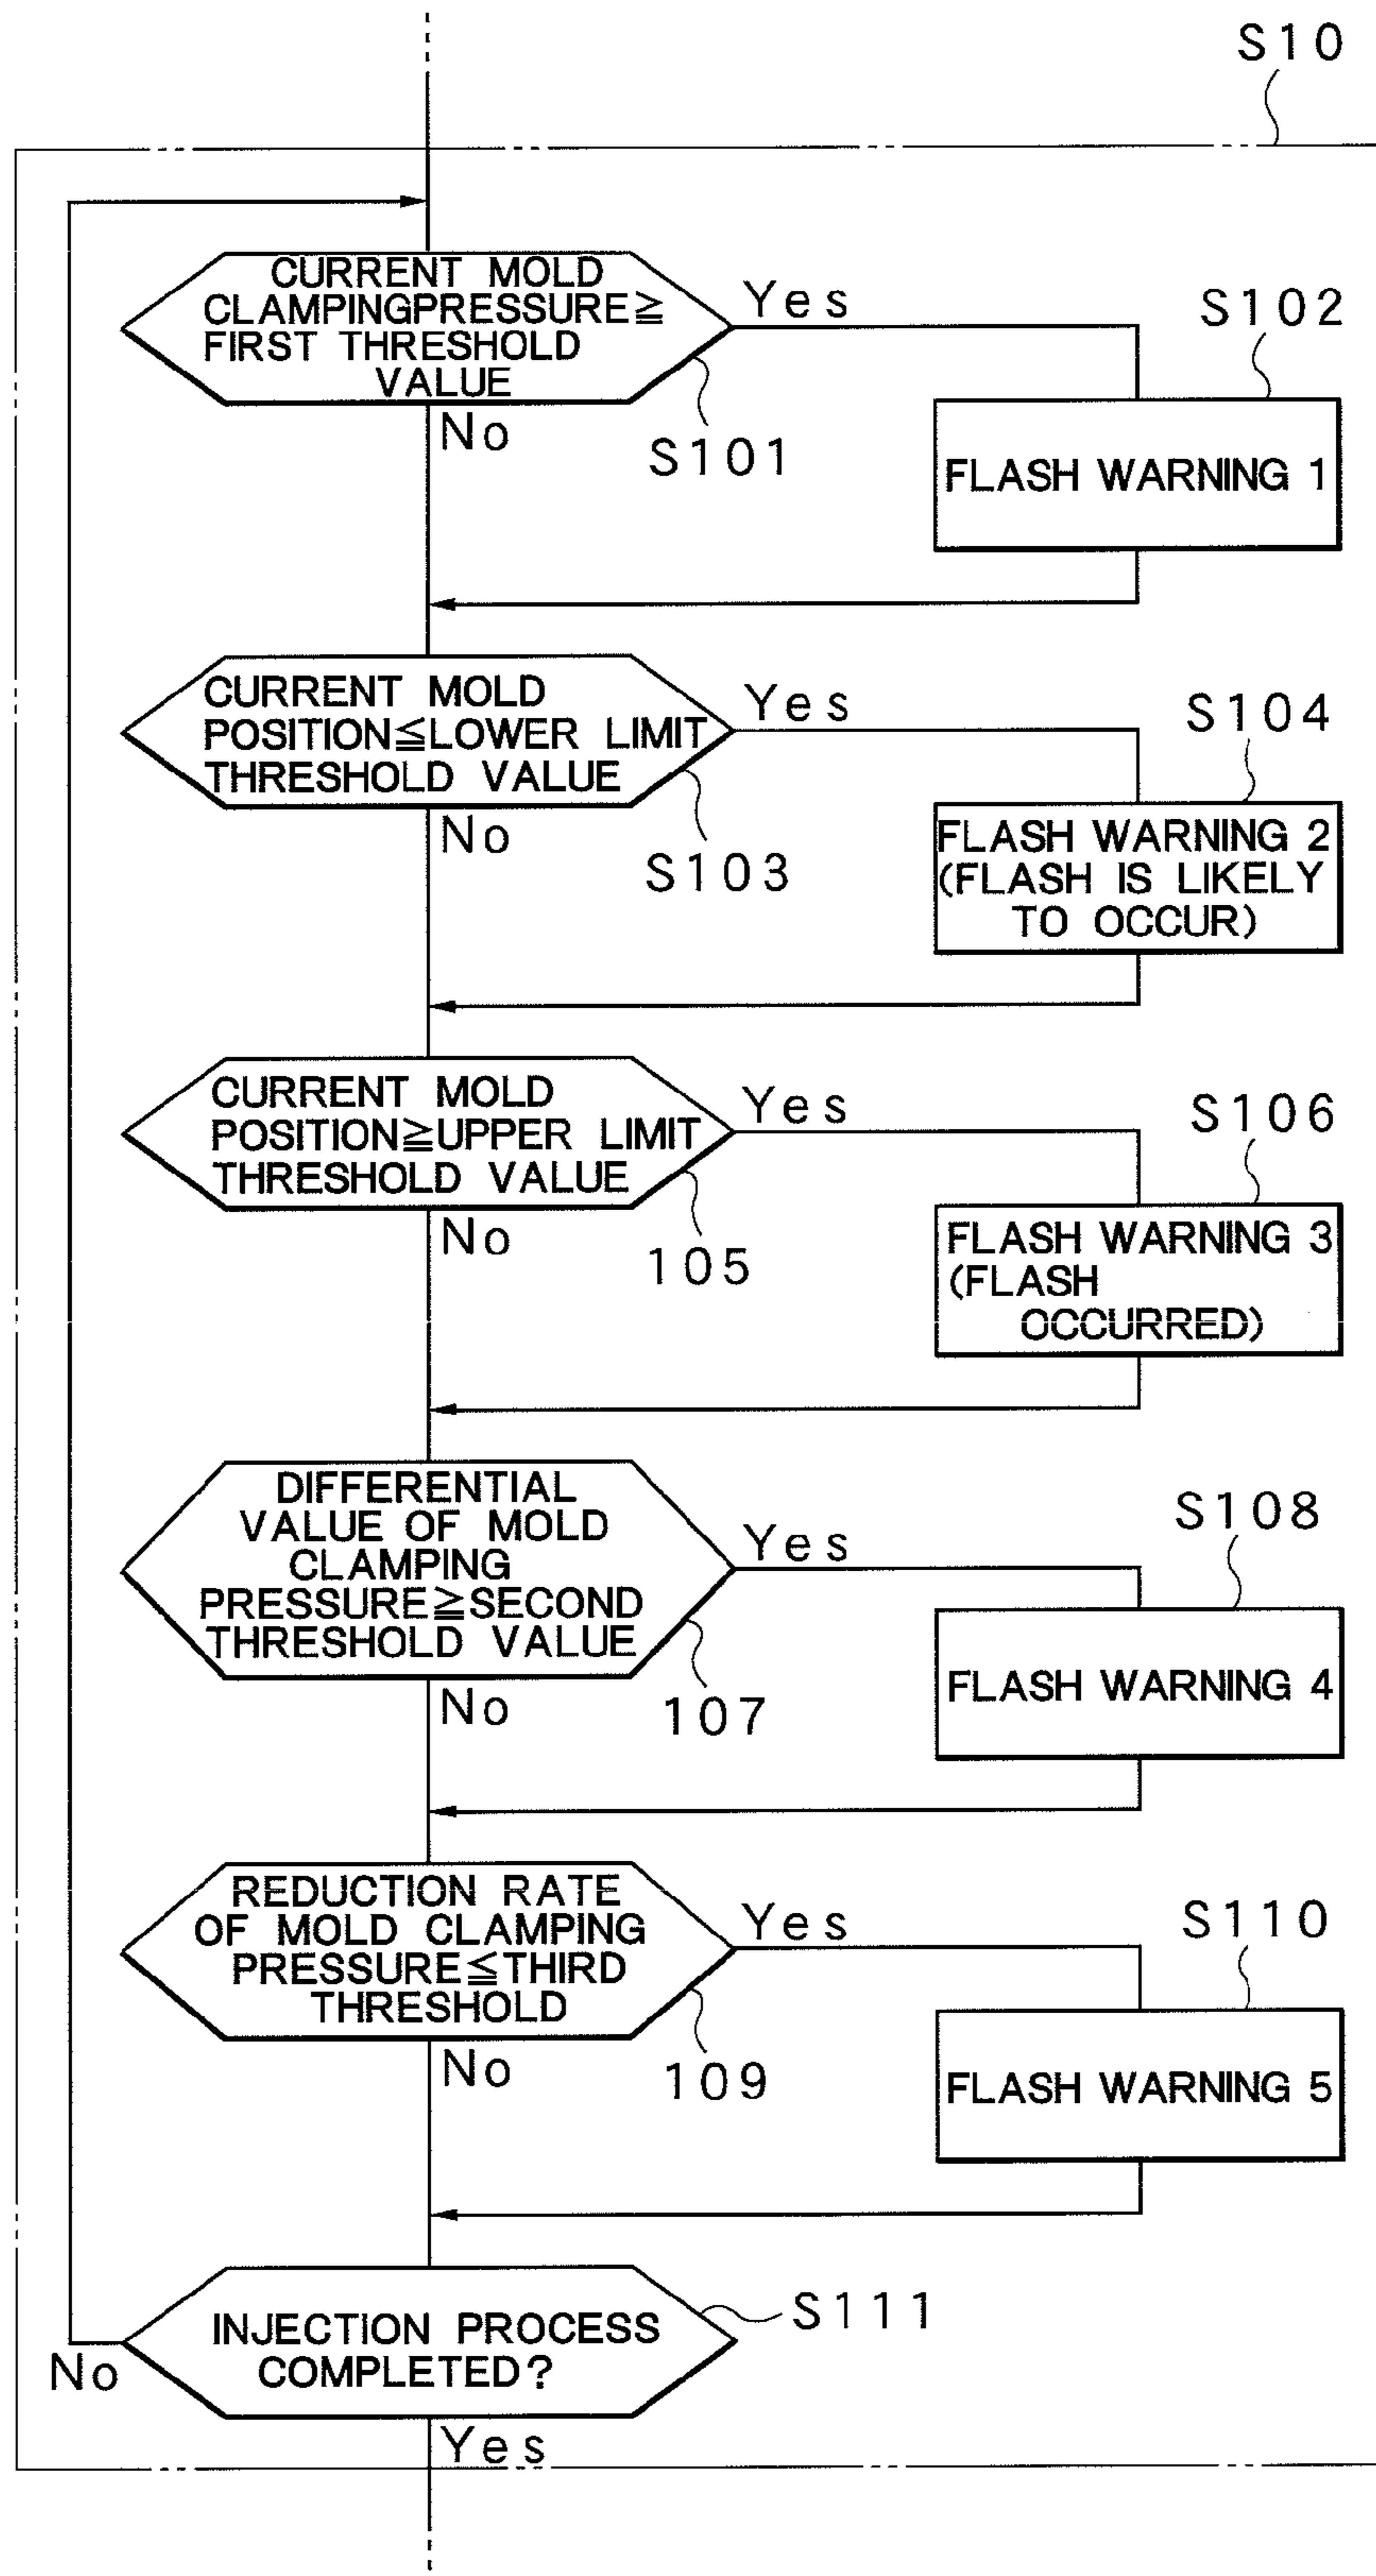 S10
CURRENT MOLD
CLAMPINGPRESSURE≧
FIRST THRESHOLD
VALUE
Yes
S102
No
S101
FLASH WARNING 1
CURRENT MOLD
POSITION≦LOWER LIMIT
THRESHOLD VALUE
Yes
S104
No
S103
FLASH WARNING 2
(FLASH IS LIKELY
TO OCCUR)
CURRENT MOLD
POSITION≧UPPER LIMIT
THRESHOLD VALUE
Yes
S106
No
105
FLASH WARNING 3
(FLASH
OCCURRED)
DIFFERENTIAL
VALUE OF MOLD
CLAMPING
PRESSURE≧SECOND
THRESHOLD VALUE
Yes
S108
No
107
FLASH WARNING 4
REDUCTION RATE
OF MOLD CLAMPING
PRESSURE≦THIRD
THRESHOLD
Yes
S110
No
109
FLASH WARNING 5
S111
INJECTION PROCESS
COMPLETED?
No
Yes